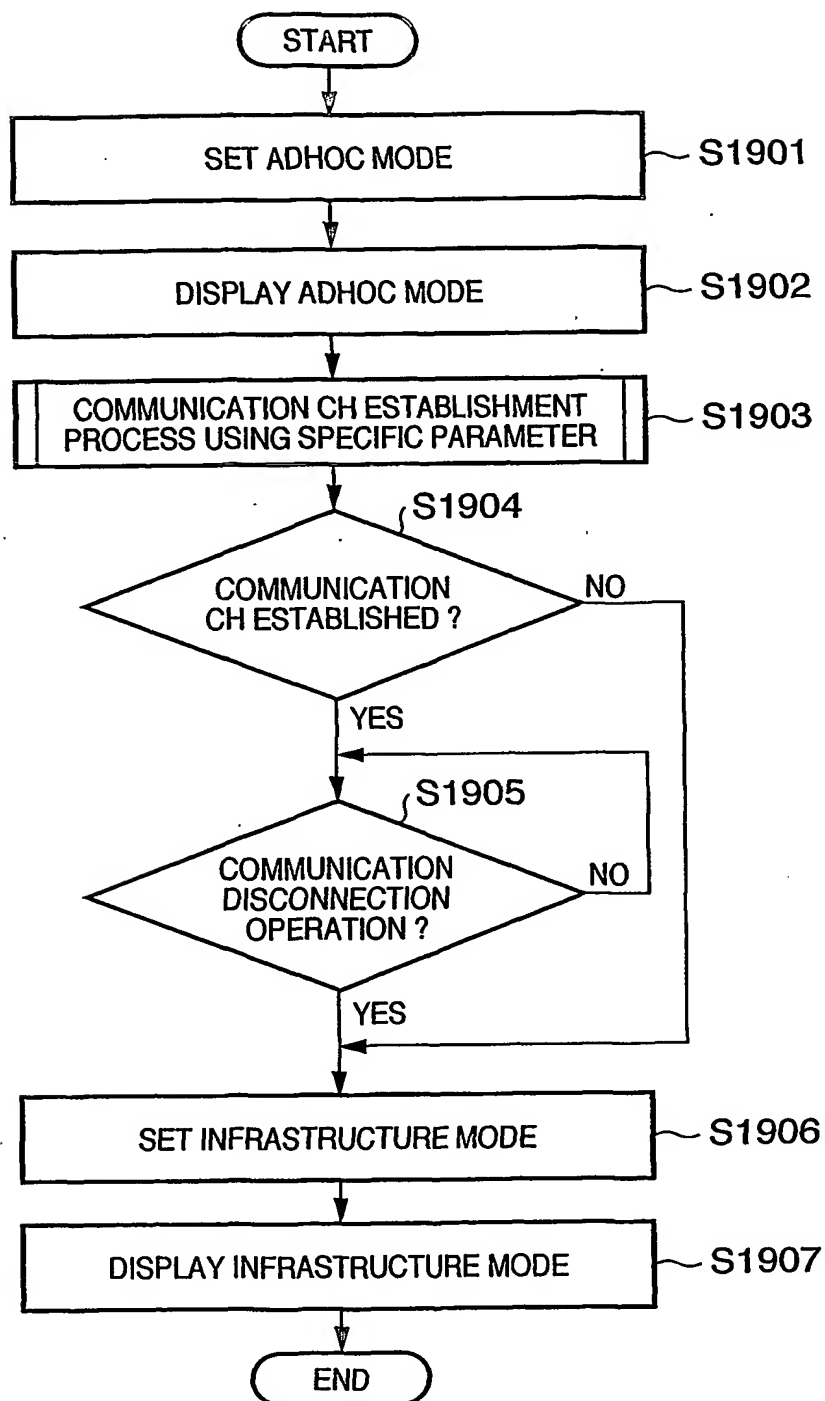 START
SET ADHOC MODE
S1901
DISPLAY ADHOC MODE
S1902
COMMUNICATION CH ESTABLISHMENT
PROCESS USING SPECIFIC PARAMETER
S1903
S1904
COMMUNICATION
CH ESTABLISHED ?
NO
YES
S1905
COMMUNICATION
DISCONNECTION
OPERATION ?
NO
YES
SET INFRASTRUCTURE MODE
S1906
DISPLAY INFRASTRUCTURE MODE
S1907
END